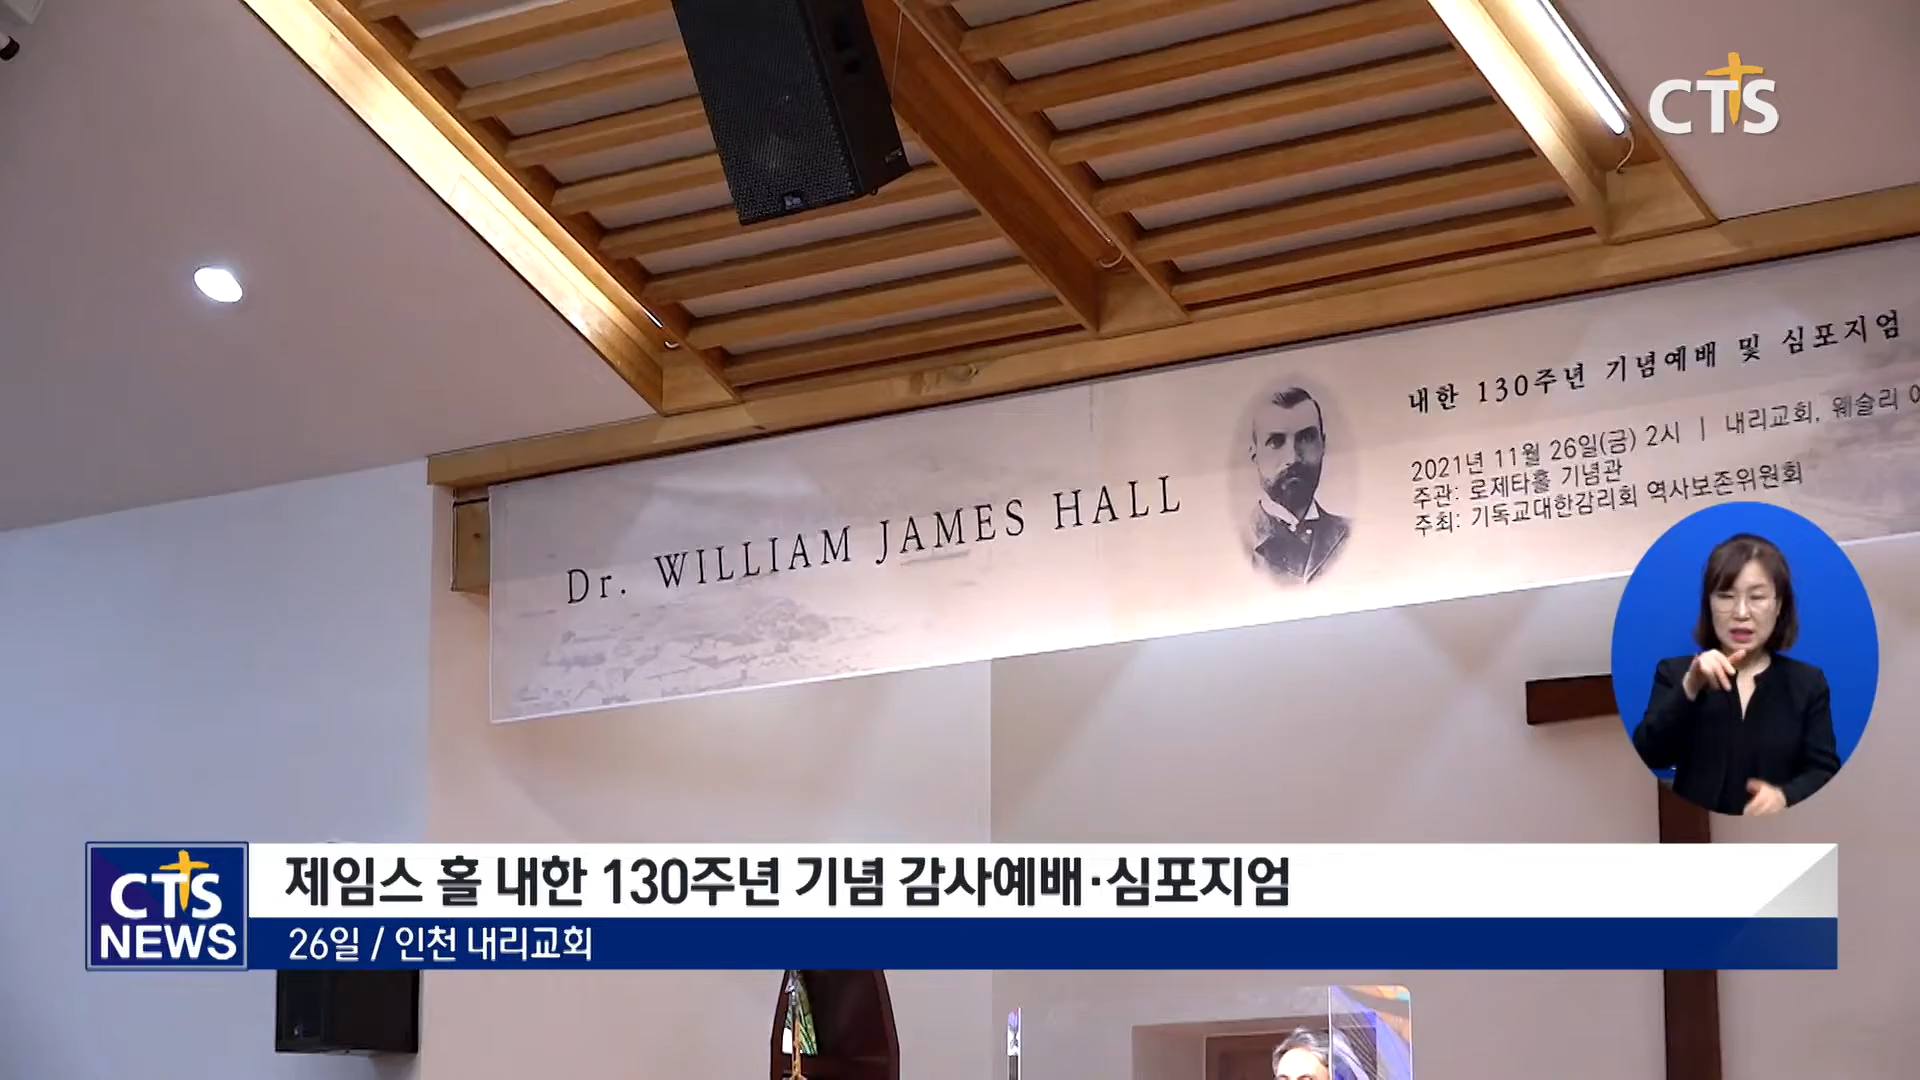 CTS
내한 130주년 기념예배 및 심포지엄
2021년 11월 26일(금) 2시 | 내리교회, 웨슬리
주관: 로제타홀 기념관
주최: 기독교대한감리회 역사보존위원회
Dr. WILLIAM JAMES HALL
CTS
NEWS
제임스 홀 내한 130주년 기념 감사예배·심포지엄
26일 / 인천 내리교회